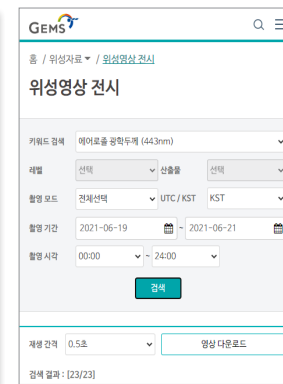 GEMS
홈 / 위성자료 / 위성영상 전시
위성영상 전시
키워드 검색 에어로졸 광학두께 (443nm)
레벨 선택 산출물 선택
촬영 모드 전체선택 UTC / KST KST
촬영 기간 2021-06-19 ~ 2021-06-21
촬영 시각 00:00 ~ 24:00
검색
재생 간격 0.5초 영상 다운로드
검색 결과 : [23/23]